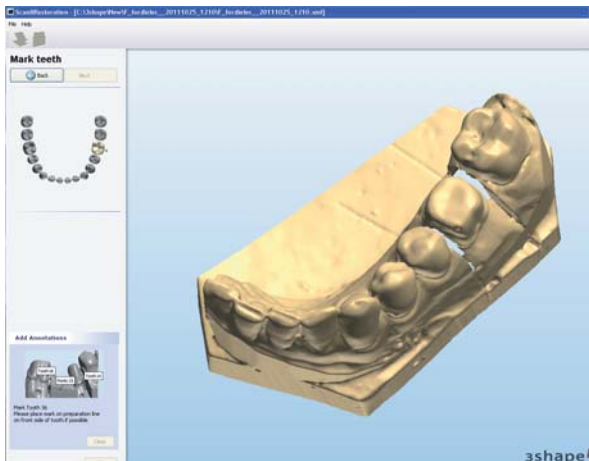 ScanItRestoration - [C:\3shape\New\F_fordieles__20111025_1210\F_fordieles__20111025_1210.xml]
File Help
Mark teeth
Back
Next
Add Annotations
Mark Tooth 36
Please place mark on preparation line
on front side of tooth if possible
Clear
3shape